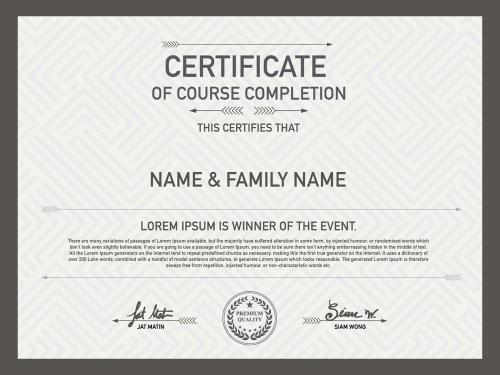 CERTIFICATE
OF COURSE COMPLETION
THIS CERTIFIES THAT
NAME & FAMILY NAME
LOREM IPSUM IS WINNER OF THE EVENT.
There are many variations of passages of Lorem Ipsum available, but the majority have suffered alteration in some form, by injected humour, or randomised words which
don't look even slightly believable. If you are going to use a passage of Lorem Ipsum, you need to be sure there isn't anything embarrassing hidden in the middle of text.
All the Lorem Ipsum generators on the Internet tend to repeat predefined chunks as necessary, making this the first true generator on the Internet. It uses a dictionary of
over 200 Latin words, combined with a handful of model sentence structures, to generate Lorem Ipsum which looks reasonable. The generated Lorem Ipsum is therefore
always free from repetition, injected humour, or non-characteristic words etc.
Jat Matin
JAT MATIN
PREMIUM
QUALITY
Siam W.
SIAM WONG